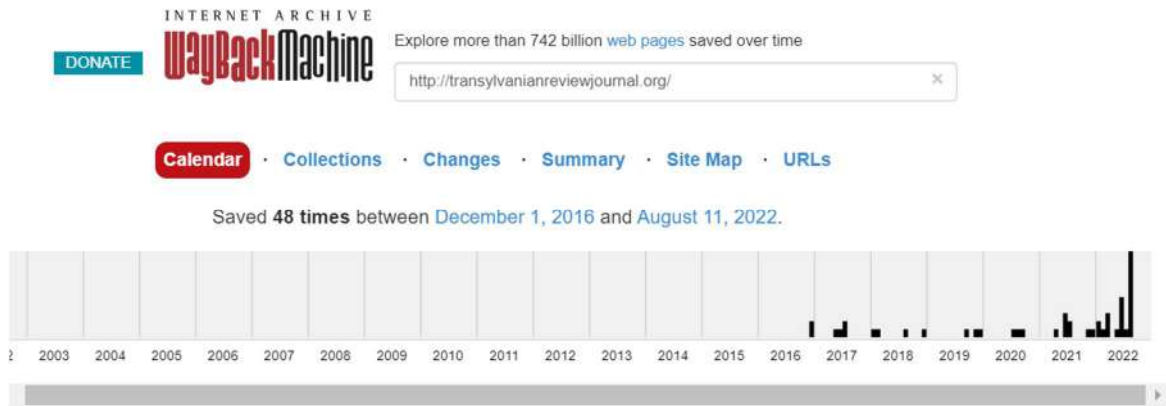 INTERNET ARCHIVE
DONATE
WayBackMachine
Explore more than 742 billion web pages saved over time
http://transylvanianreviewjournal.org/ ×
Calendar · Collections · Changes · Summary · Site Map · URLs
Saved 48 times between December 1, 2016 and August 11, 2022.
2 2003 2004 2005 2006 2007 2008 2009 2010 2011 2012 2013 2014 2015 2016 2017 2018 2019 2020 2021 2022